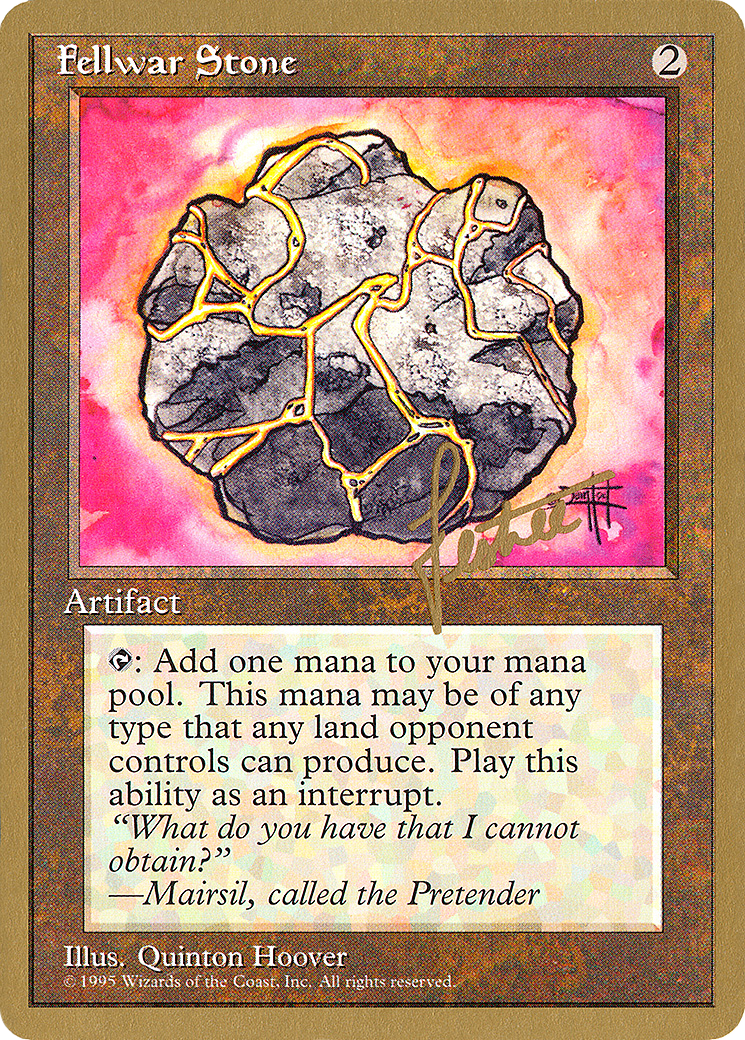 Fellwar Stone 2
Artifact
: Add one mana to your mana
pool. This mana may be of any
type that any land opponent
controls can produce. Play this
ability as an interrupt.
“What do you have that I cannot
obtain?”
—Mairsil, called the Pretender
Illus. Quinton Hoover
© 1995 Wizards of the Coast, Inc. All rights reserved.